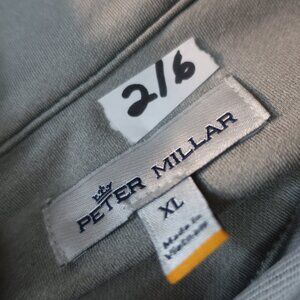 2/6
PETER MILLAR
XL
Made in
Vietnam